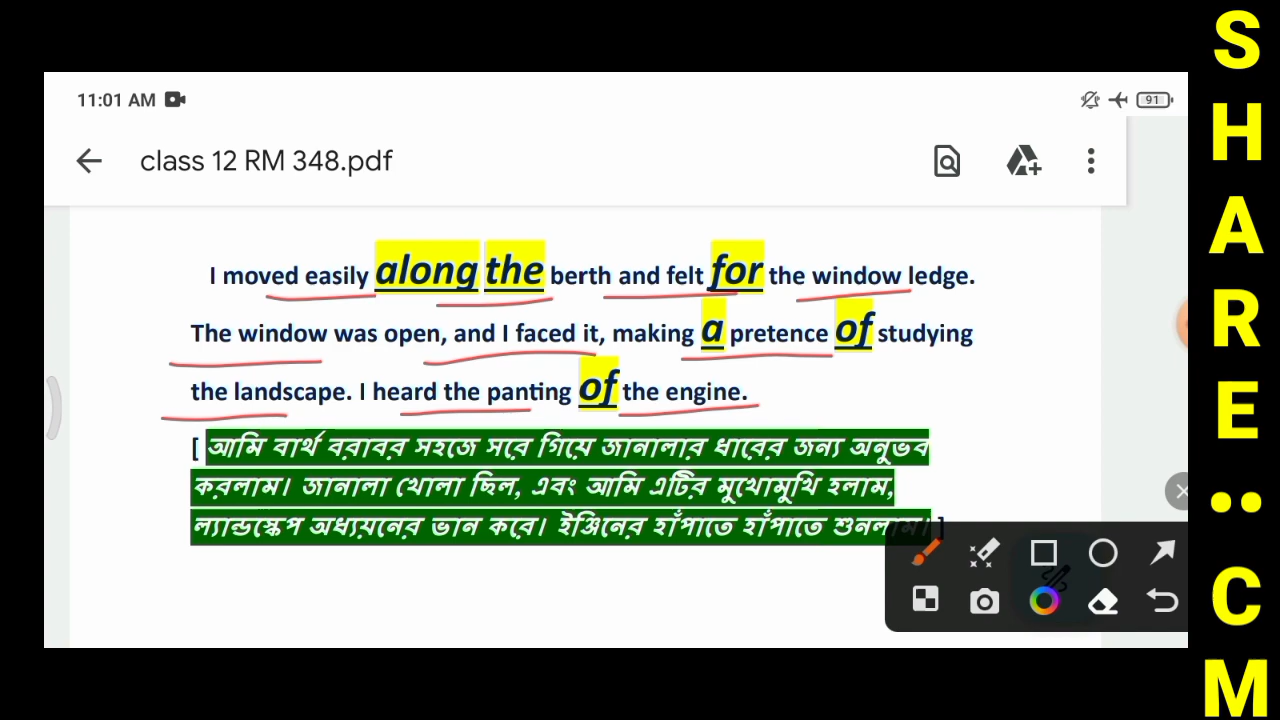 11:01 AM
91
class 12 RM 348.pdf
I moved easily along the berth and felt for the window ledge.
The window was open, and I faced it, making a pretence of studying
the landscape. I heard the panting of the engine.
[ আমি বার্থ বরাবর সহজে সরে গিয়ে জানালার ধারের জন্য অনুভব
করলাম। জানালা খোলা ছিল, এবং আমি এটির মুখোমুখি হলাম,
ল্যান্ডস্কেপ অধ্যয়নের ভান করে। ইঞ্জিনের হাঁপাতে হাঁপাতে শুনলাম। ]
SHARE..CM